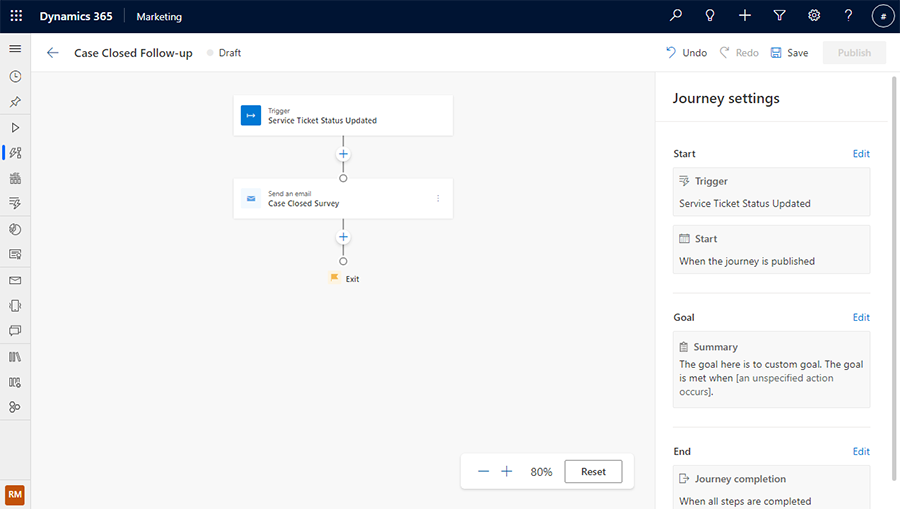 Dynamics 365
Marketing
?
#
Case Closed Follow-up
Draft
Undo
Redo
Save
Publish
Trigger
Service Ticket Status Updated
Send an email
Case Closed Survey
Exit
80%
Reset
Journey settings
Start
Edit
Trigger
Service Ticket Status Updated
Start
When the journey is published
Goal
Edit
Summary
The goal here is to custom goal. The goal
is met when [an unspecified action
occurs].
End
Edit
Journey completion
When all steps are completed
RM